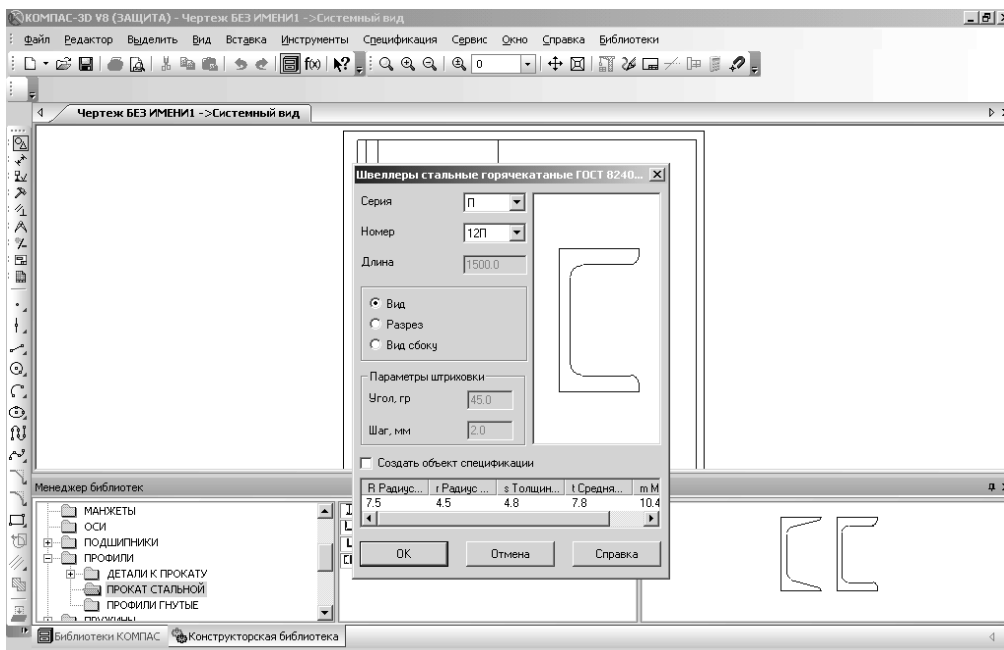 КОМПАС-3D V8 (ЗАЩИТА) - Чертеж БЕЗ ИМЕНИ1 ->Системный вид
Файл Редактор Выделить Вид Вставка Инструменты Спецификация Сервис Окно Справка Библиотеки
f(x) 0
Чертеж БЕЗ ИМЕНИ1 ->Системный вид
Швеллеры стальные горячекатаные ГОСТ 8240...
Серия П
Номер 12П
Длина 1500.0
Вид
Разрез
Вид сбоку
Параметры штриховки
Угол, гр 45.0
Шаг, мм 2.0
Создать объект спецификации
R Радиус... r Радиус ... s Толщин... t Средня... m М
7.5 4.5 4.8 7.8 10.4
ОК Отмена Справка
Менеджер библиотек
МАНЖЕТЫ
ОСИ
ПОДШИПНИКИ
ПРОФИЛИ
ДЕТАЛИ К ПРОКАТУ
ПРОКАТ СТАЛЬНОЙ
ПРОФИЛИ ГНУТЫЕ
ПРУЖИНЫ
Библиотеки КОМПАС Конструкторская библиотека